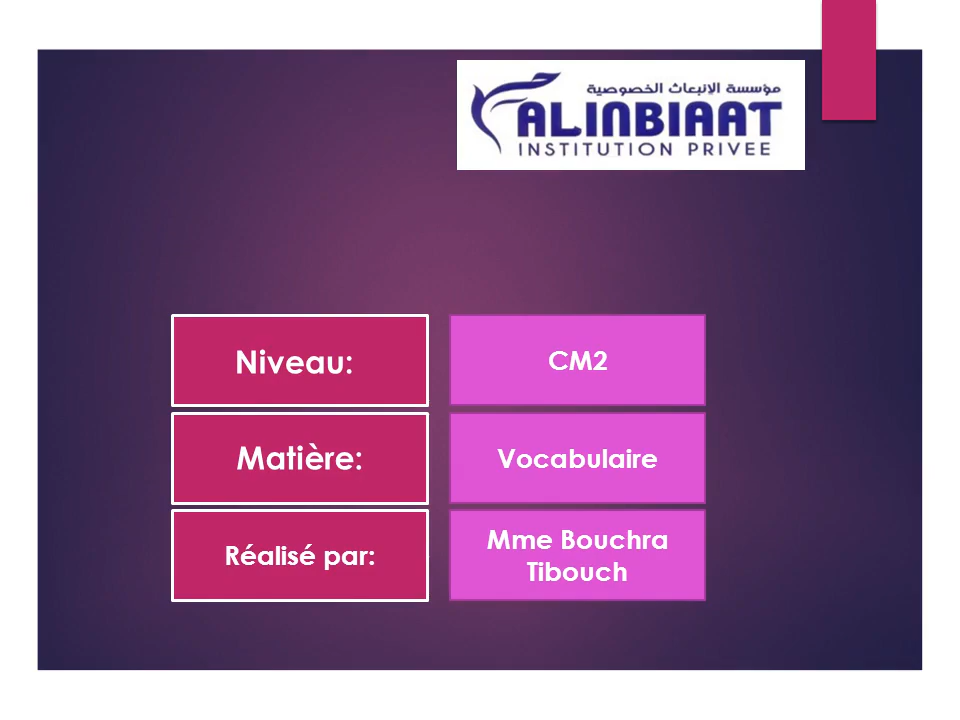 مؤسسة الإنبعاث الخصوصية
ALINBIAAT
INSTITUTION PRIVEE
Niveau:
CM2
Matière:
Vocabulaire
Réalisé par:
Mme Bouchra
Tibouch